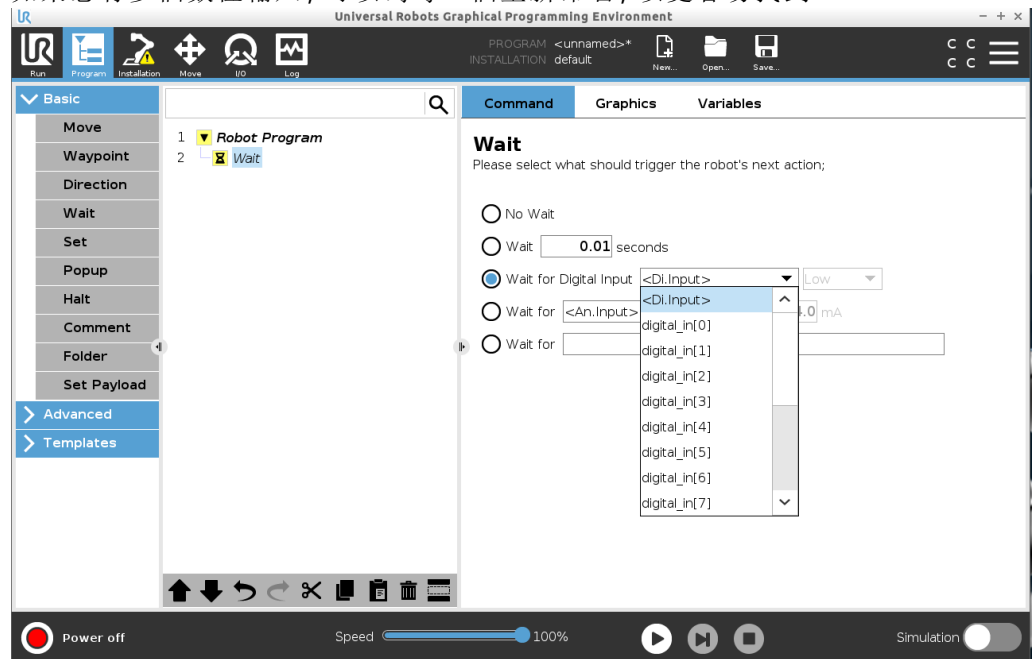 Universal Robots Graphical Programming Environment
Run
Program
Installation
Move
I/O
Log
PROGRAM <unnamed>*
INSTALLATION default
New...
Open...
Save...
C C
C C
Basic
Move
Waypoint
Direction
Wait
Set
Popup
Halt
Comment
Folder
Set Payload
Advanced
Templates
1 Robot Program
2 Wait
Command Graphics Variables
Wait
Please select what should trigger the robot's next action;
No Wait
Wait 0.01 seconds
Wait for Digital Input <Di.Input> Low
<Di.Input>
digital_in[0]
digital_in[1]
digital_in[2]
digital_in[3]
digital_in[4]
digital_in[5]
digital_in[6]
digital_in[7]
Wait for <An.Input> .0 mA
Wait for
Power off
Speed 100%
Simulation